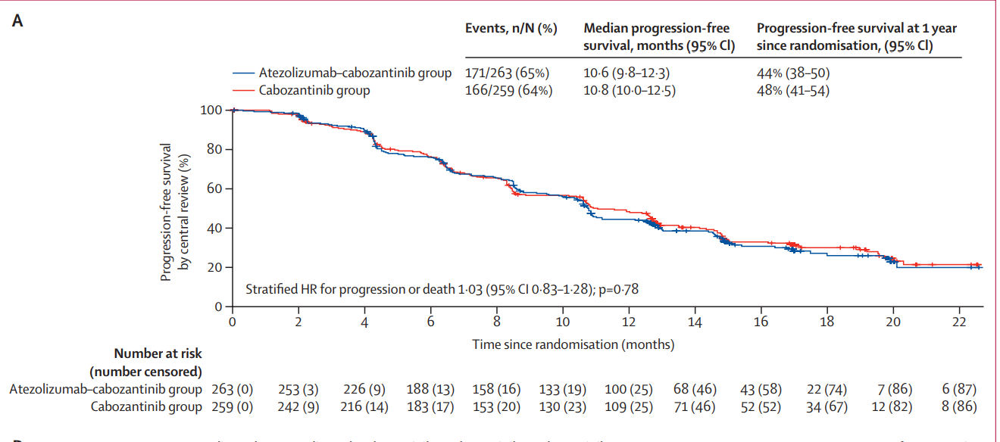 A
Events, n/N (%) Median progression-free Progression-free survival at 1 year
survival, months (95% CI) since randomisation, (95% CI)
Atezolizumab–cabozantinib group 171/263 (65%) 10·6 (9·8–12·3) 44% (38–50)
Cabozantinib group 166/259 (64%) 10·8 (10·0–12·5) 48% (41–54)
Progression-free survival
by central review (%)
100
80
60
40
20
0
Stratified HR for progression or death 1·03 (95% CI 0·83–1·28); p=0·78
0 2 4 6 8 10 12 14 16 18 20 22
Time since randomisation (months)
Number at risk
(number censored)
Atezolizumab–cabozantinib group 263 (0) 253 (3) 226 (9) 188 (13) 158 (16) 133 (19) 100 (25) 68 (46) 43 (58) 22 (74) 7 (86) 6 (87)
Cabozantinib group 259 (0) 242 (9) 216 (14) 183 (17) 153 (20) 130 (23) 109 (25) 71 (46) 52 (52) 34 (67) 12 (82) 8 (86)